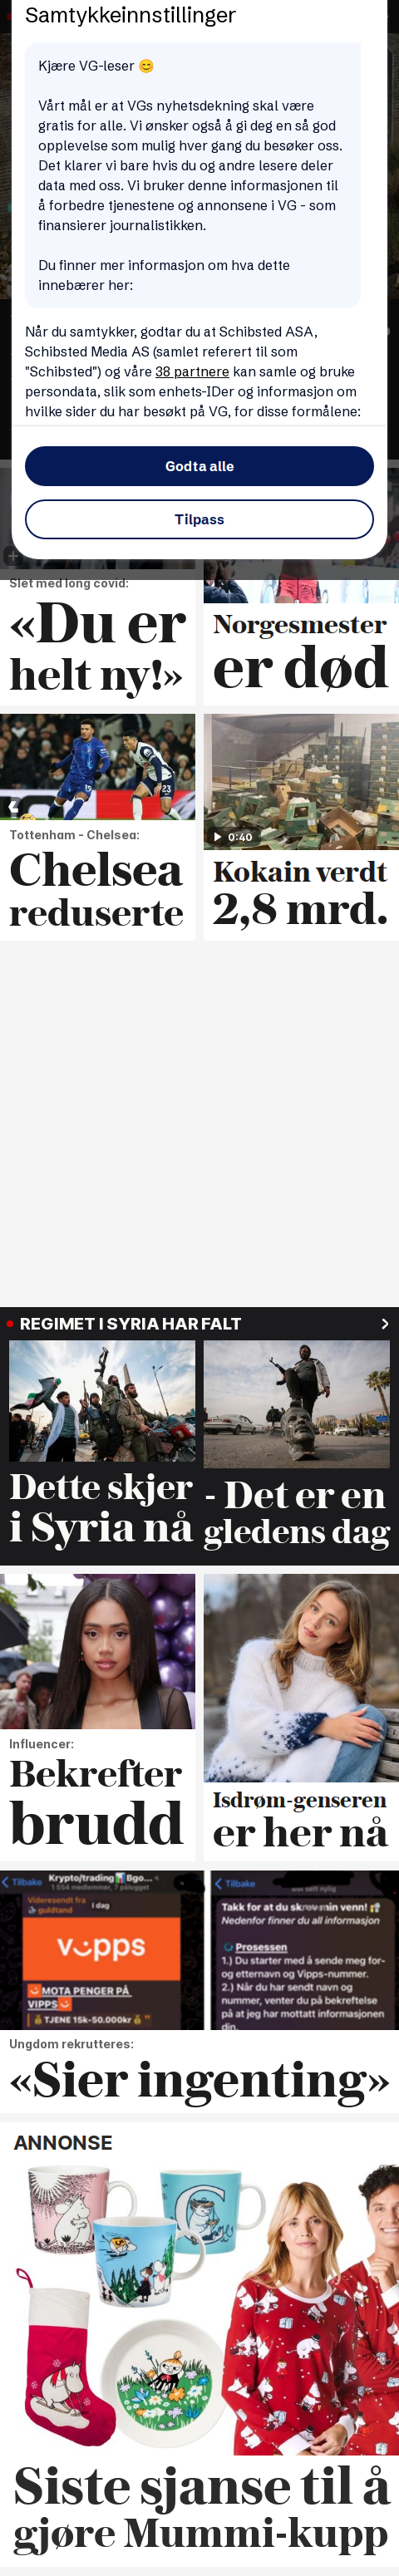 Samtykkeinnstillinger
Kjære VG-leser 😊
Vårt mål er at VGs nyhetsdekning skal være
gratis for alle. Vi ønsker også å gi deg en så god
opplevelse som mulig hver gang du besøker oss.
Det klarer vi bare hvis du og andre lesere deler
data med oss. Vi bruker denne informasjonen til
å forbedre tjenestene og annonsene i VG - som
finansierer journalistikken.
Du finner mer informasjon om hva dette
innebærer her:
Når du samtykker, godtar du at Schibsted ASA,
Schibsted Media AS (samlet referert til som
"Schibsted") og våre 38 partnere kan samle og bruke
persondata, slik som enhets-IDer og informasjon om
hvilke sider du har besøkt på VG, for disse formålene:
Godta alle
Tilpass
Slet med long covid:
«Du er
helt ny!»
Norgesmester
er død
23
Tottenham - Chelsea:
Chelsea
reduserte
0:40
Kokain verdt
2,8 mrd.
REGIMET I SYRIA HAR FALT
Dette skjer
i Syria nå
- Det er en
gledens dag
Influencer:
Bekrefter
brudd
Isdrøm-genseren
er her nå
Tilbake
Krypto/trading📊Bgo...
1 554 medlemmer, 7 pålogget
Videresendt fra
guldtand
I dag
vipps
MOTA PENGER PÅ
VIPPS
TJENE 15k-50.000kr
Tilbake
sist sett nylig
Takk for at du skrev min venn!
Nedenfor finner du all informasjon
Prosessen
1.) Du starter med å sende meg for-
og etternavn og Vipps-nummer.
2.) Når du har sendt navn og
nummer, venter du på bekreftelse
på at jeg har mottatt informasjonen
din.
Ungdom rekrutteres:
«Sier ingenting»
ANNONSE
Siste sjanse til å
gjøre Mummi-kupp